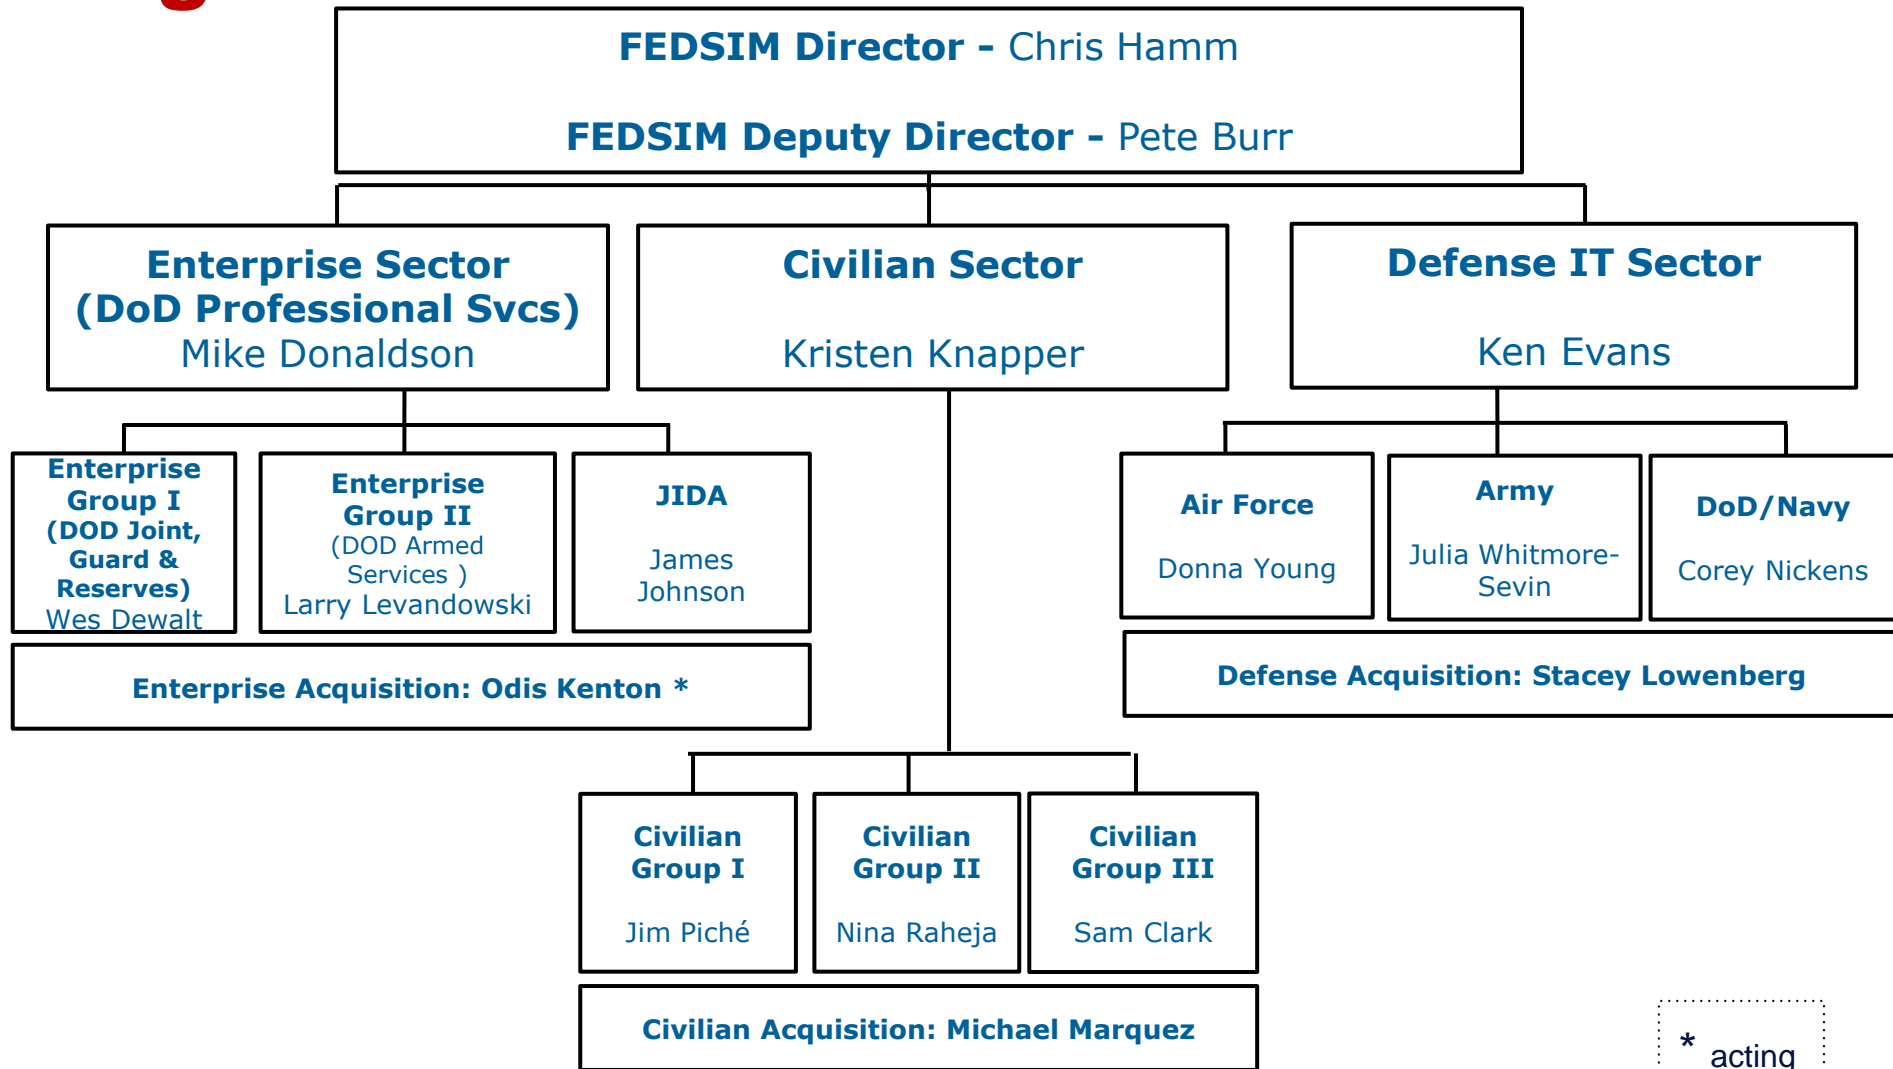 FEDSIM Director - Chris Hamm
FEDSIM Deputy Director - Pete Burr
Enterprise Sector
(DoD Professional Svcs)
Mike Donaldson
Civilian Sector
Kristen Knapper
Defense IT Sector
Ken Evans
Enterprise
Group I
(DOD Joint,
Guard &
Reserves)
Wes Dewalt
Enterprise
Group II
(DOD Armed
Services )
Larry Levandowski
JIDA
James
Johnson
Air Force
Donna Young
Army
Julia Whitmore-
Sevin
DoD/Navy
Corey Nickens
Enterprise Acquisition: Odis Kenton *
Defense Acquisition: Stacey Lowenberg
Civilian
Group I
Jim Piché
Civilian
Group II
Nina Raheja
Civilian
Group III
Sam Clark
Civilian Acquisition: Michael Marquez
* acting